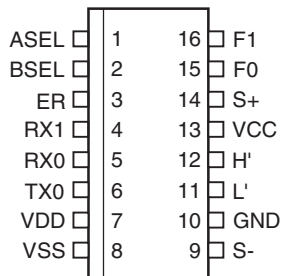 ASEL 1 16 F1
BSEL 2 15 F0
ER 3 14 S+
RX1 4 13 VCC
RX0 5 12 H'
TX0 6 11 L'
VDD 7 10 GND
VSS 8 9 S-